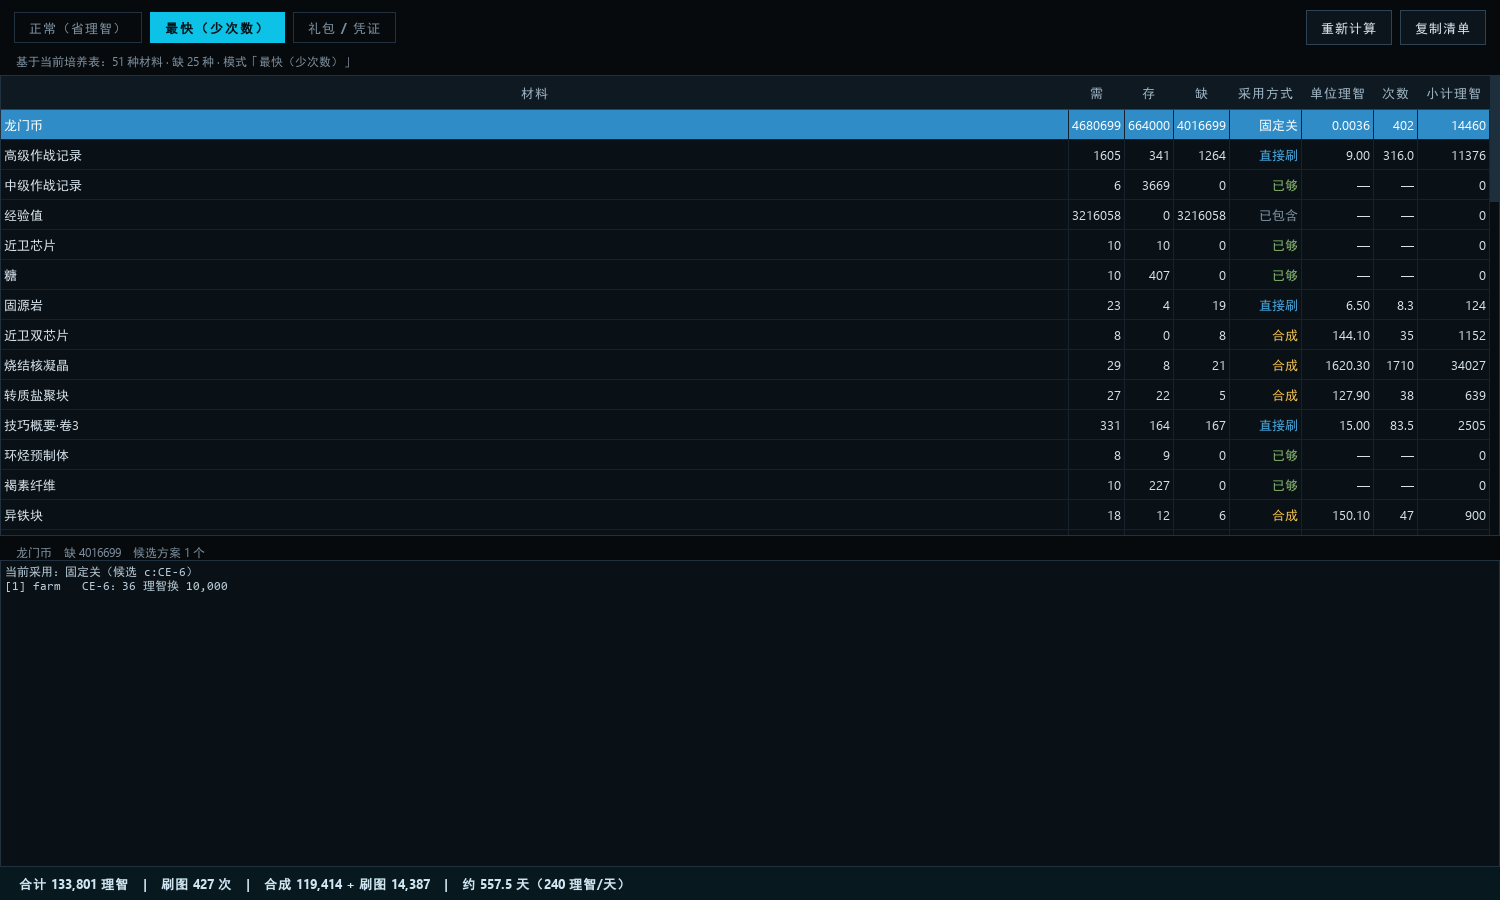 正常（省理智） 最快（少次数） 礼包 / 凭证 重新计算 复制清单
基于当前培养表：51 种材料 · 缺 25 种 · 模式「最快（少次数）」
材料 需 存 缺 采用方式 单位理智 次数 小计理智
龙门币 4680699 664000 4016699 固定关 0.0036 402 14460
高级作战记录 1605 341 1264 直接刷 9.00 316.0 11376
中级作战记录 6 3669 0 已够 — — 0
经验值 3216058 0 3216058 已包含 — — 0
近卫芯片 10 10 0 已够 — — 0
糖 10 407 0 已够 — — 0
固源岩 23 4 19 直接刷 6.50 8.3 124
近卫双芯片 8 0 8 合成 144.10 35 1152
烧结核凝晶 29 8 21 合成 1620.30 1710 34027
转质盐聚块 27 22 5 合成 127.90 38 639
技巧概要·卷3 331 164 167 直接刷 15.00 83.5 2505
环烃预制体 8 9 0 已够 — — 0
褐素纤维 10 227 0 已够 — — 0
异铁块 18 12 6 合成 150.10 47 900
龙门币 缺 4016699 候选方案 1 个
当前采用：固定关（候选 c:CE-6）
[1] farm CE-6：36 理智换 10,000
合计 133,801 理智 | 刷图 427 次 | 合成 119,414 + 刷图 14,387 | 约 557.5 天（240 理智/天）